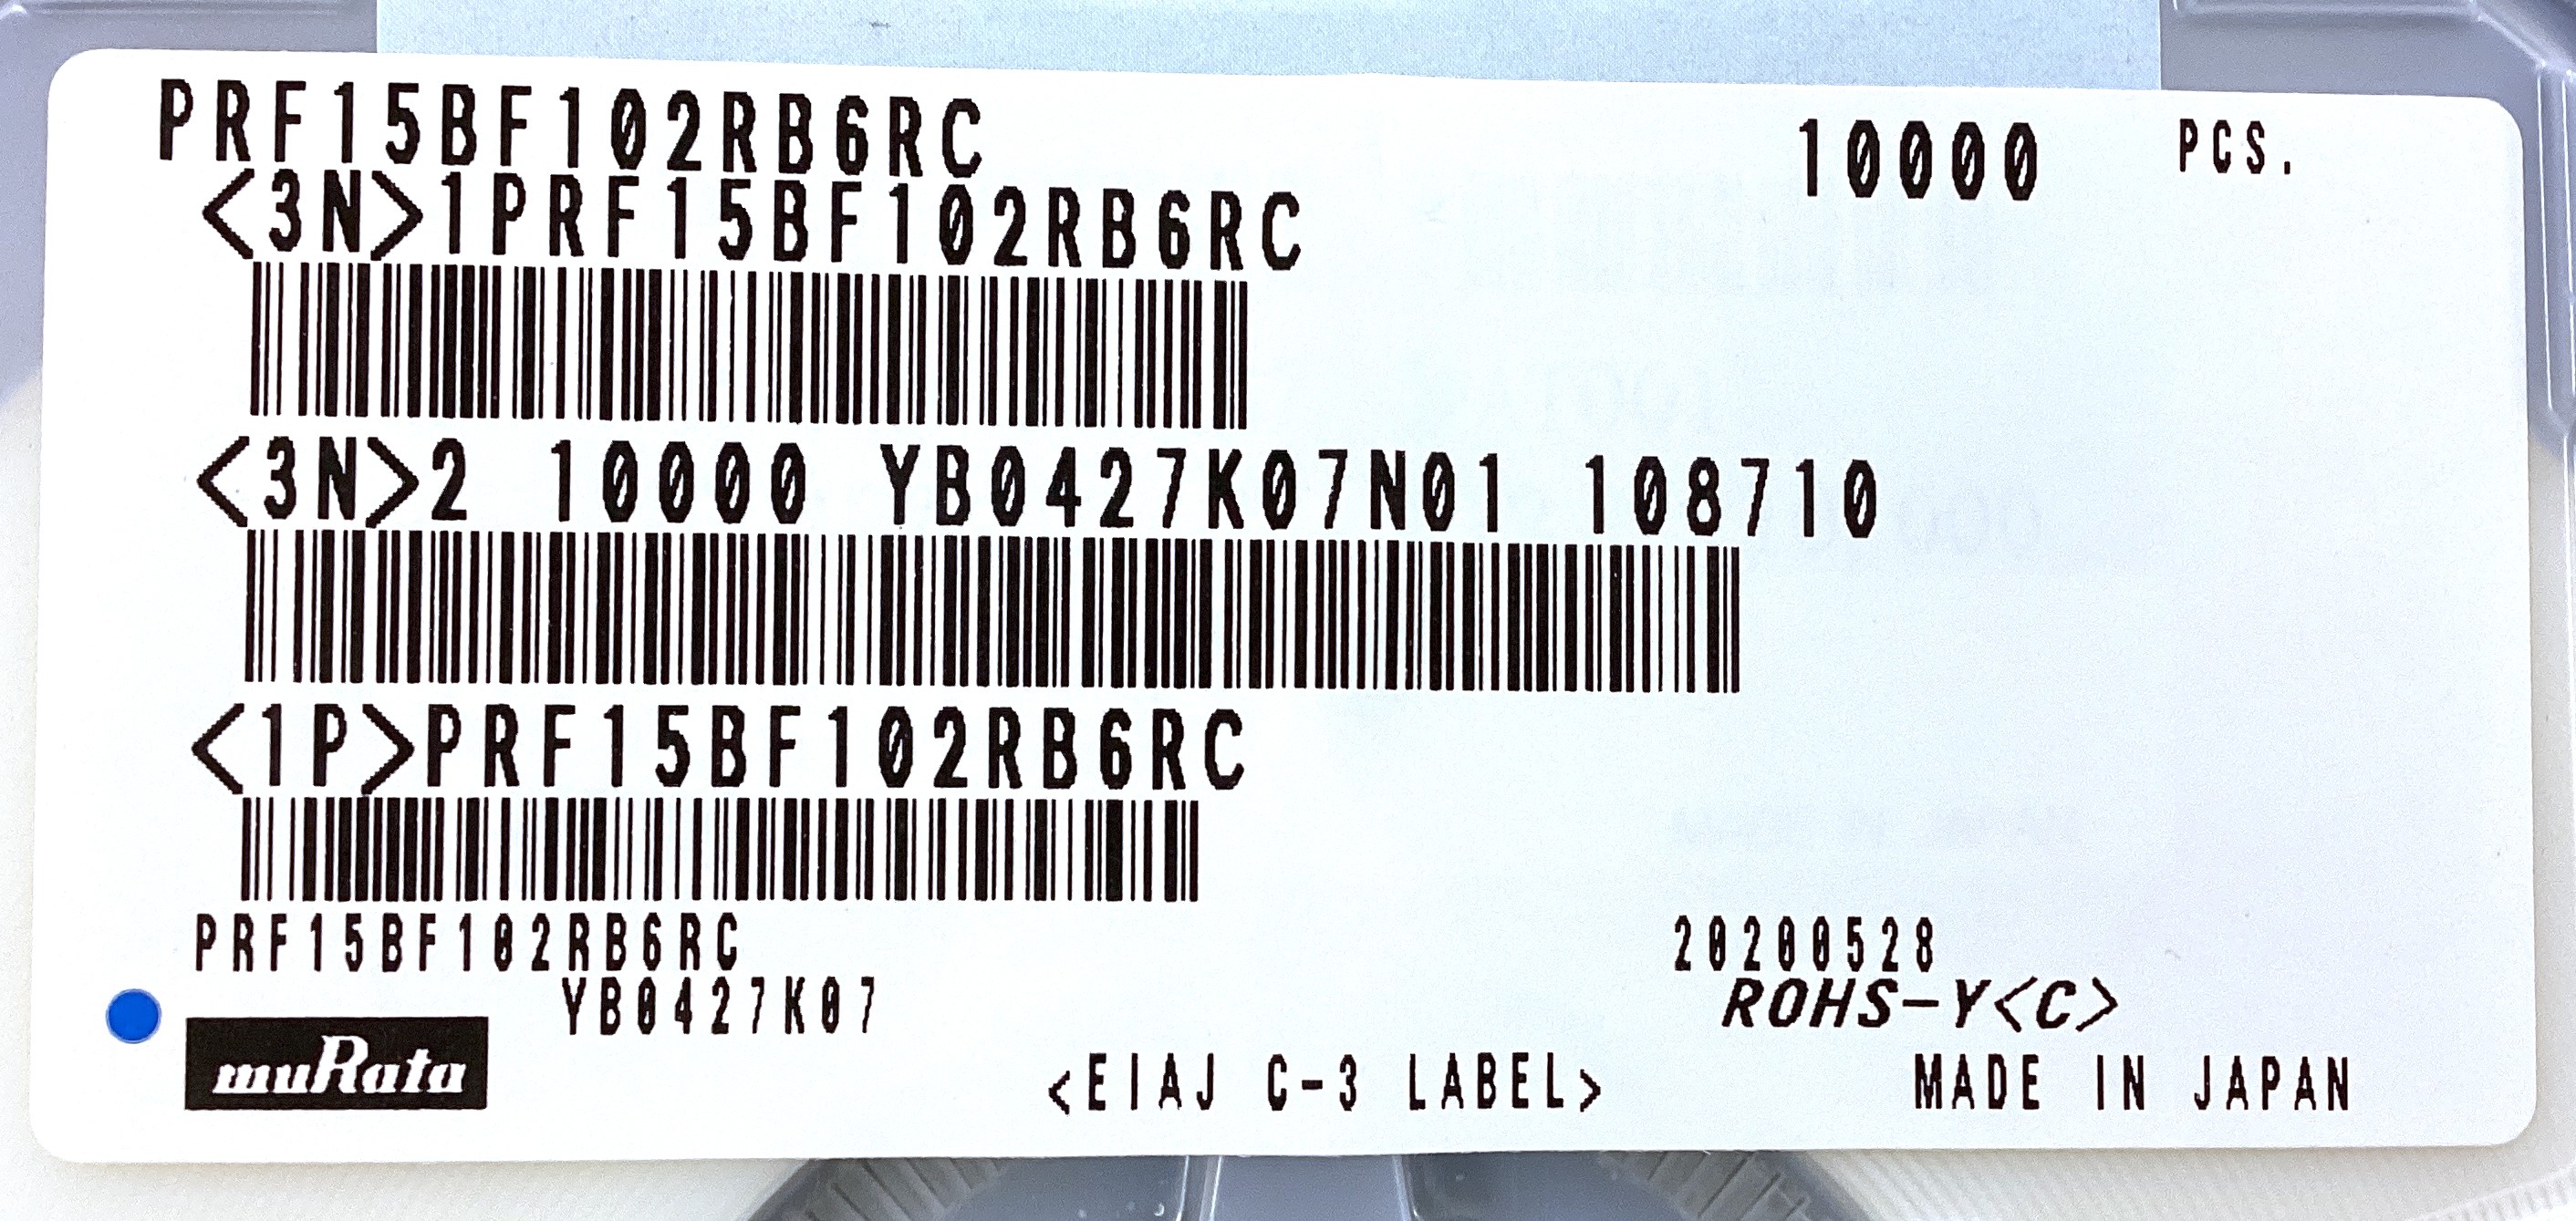 PRF15BF102RB6RC
10000 PCS.
<3N>1PRF15BF102RB6RC
<3N>2 10000 YB0427K07N01 108710
<1P>PRF15BF102RB6RC
PRF15BF102RB6RC
20200528
YB0427K07
ROHS-Y<C>
muRata
<EIAJ C-3 LABEL>
MADE IN JAPAN